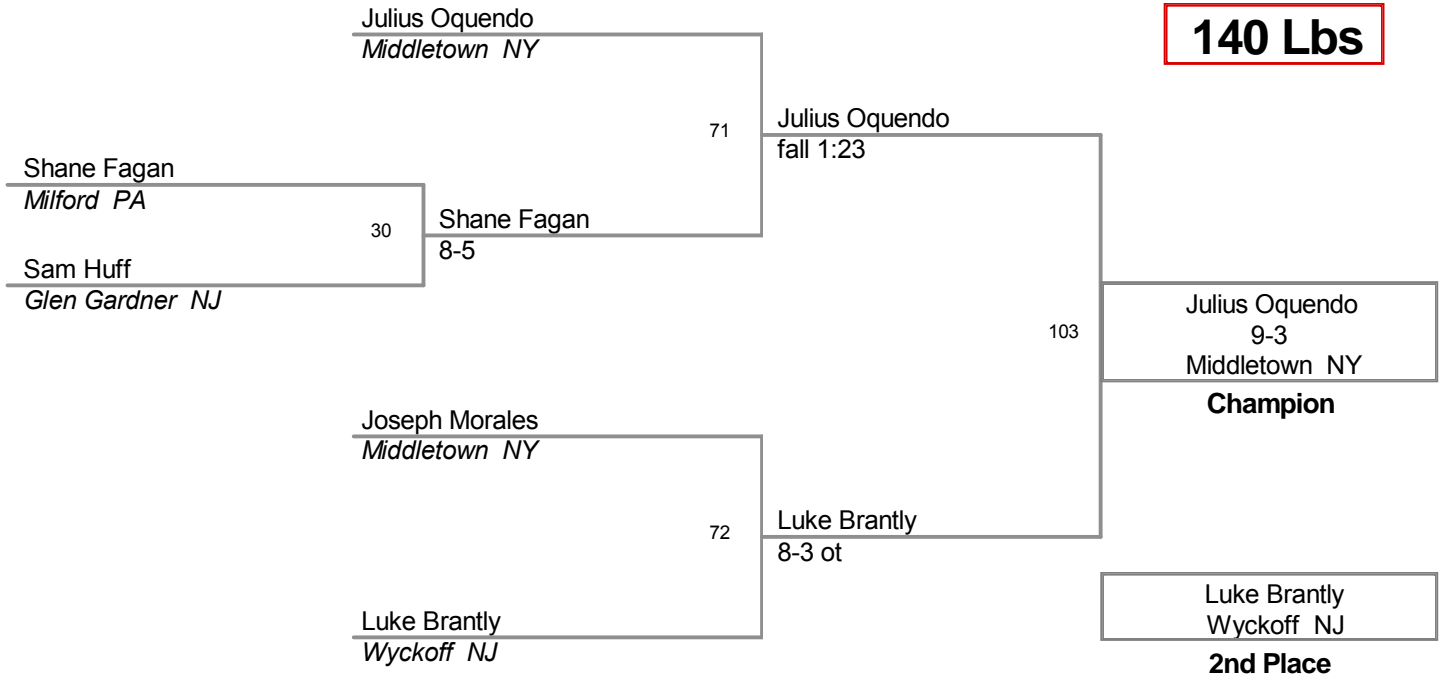 140 Lbs
Julius Oquendo
Middletown NY
71
Julius Oquendo
fall 1:23
Shane Fagan
Milford PA
30
Shane Fagan
8-5
Sam Huff
Glen Gardner NJ
103
Julius Oquendo
9-3
Middletown NY
Champion
Joseph Morales
Middletown NY
72
Luke Brantly
8-3 ot
Luke Brantly
Wyckoff NJ
Luke Brantly
Wyckoff NJ
2nd Place